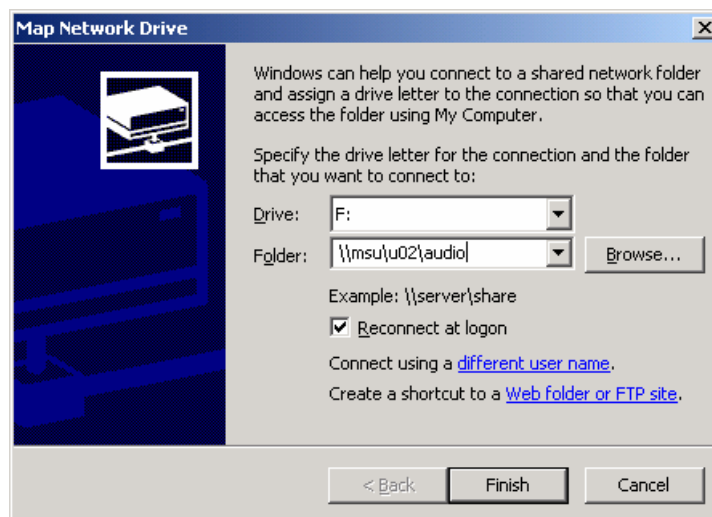 Map Network Drive
Windows can help you connect to a shared network folder
and assign a drive letter to the connection so that you can
access the folder using My Computer.
Specify the drive letter for the connection and the folder
that you want to connect to:
Drive: F:
Folder: \\msu\u02\audio Browse...
Example: \\server\share
Reconnect at logon
Connect using a different user name.
Create a shortcut to a Web folder or FTP site.
< Back Finish Cancel